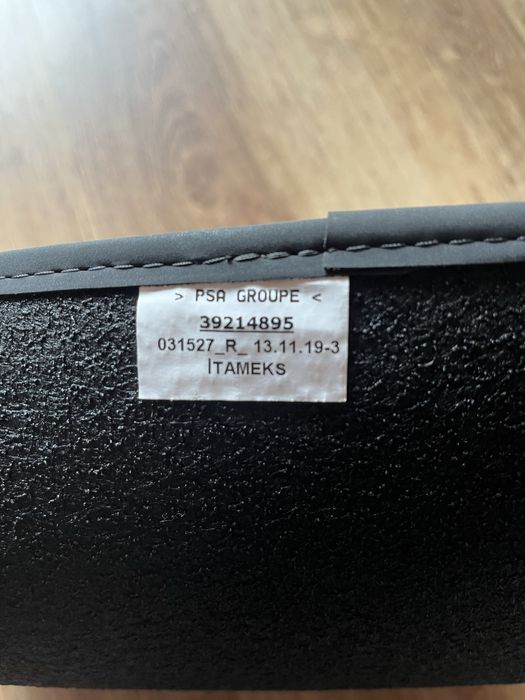 > PSA GROUPE <
39214895
031527_R_ 13.11.19-3
İTAMEKS